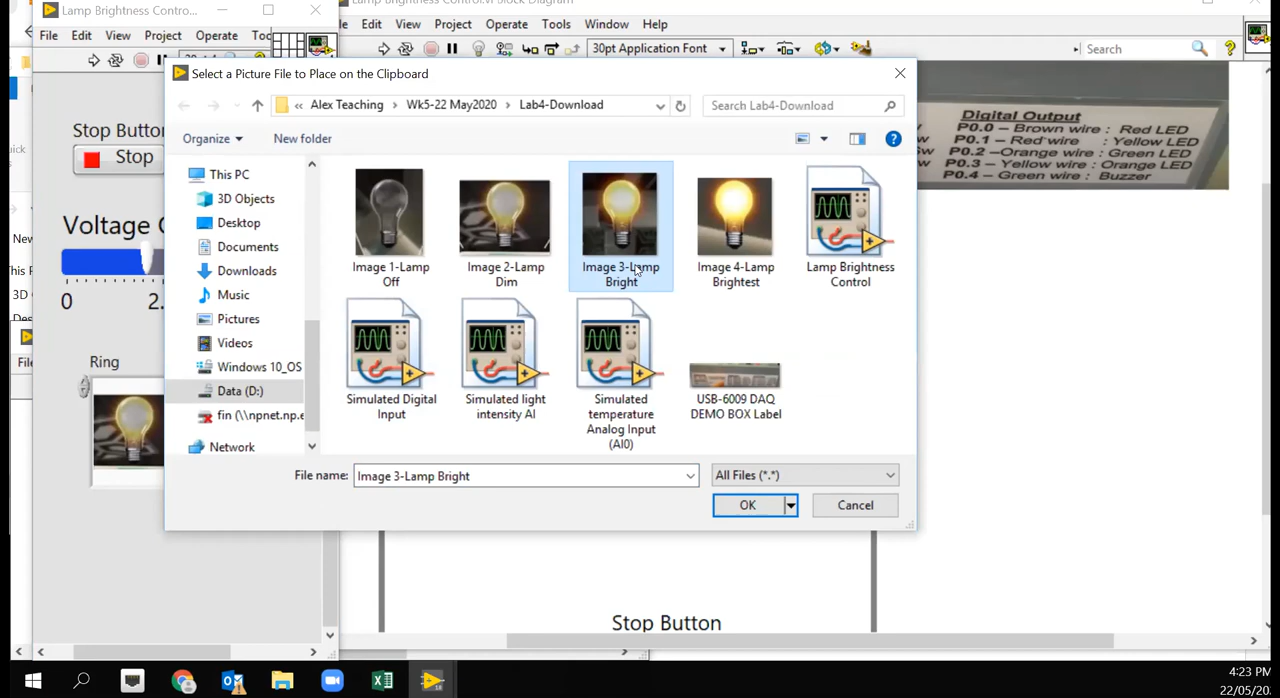 Lamp Brightness Contro...
Lamp Brightness Control.vi Block Diagram
File Edit View Project Operate
Edit View Project Operate Tools Window Help
30pt Application Font
Search
Select a Picture File to Place on the Clipboard
« Alex Teaching > Wk5-22 May2020 > Lab4-Download
Search Lab4-Download
Organize
New folder
This PC
3D Objects
Desktop
Documents
Downloads
Music
Pictures
Videos
Windows 10_OS
Data (D:)
fin (\\npnet.np.e
Network
Image 1-Lamp
Off
Image 2-Lamp
Dim
Image 3-Lamp
Bright
Image 4-Lamp
Brightest
Lamp Brightness
Control
Simulated Digital
Input
Simulated light
intensity AI
Simulated
temperature
Analog Input
(AI0)
USB-6009 DAQ
DEMO BOX Label
File name:
Image 3-Lamp Bright
All Files (*.*)
OK
Cancel
Stop Button
Stop
Voltage
0
2.
Ring
Digital Output
P0.0 – Brown wire : Red LED
P0.1 – Red wire : Yellow LED
P0.2 –Orange wire : Green LED
P0.3 – Yellow wire : Orange LED
P0.4 – Green wire : Buzzer
Stop Button
4:23 PM
22/05/20